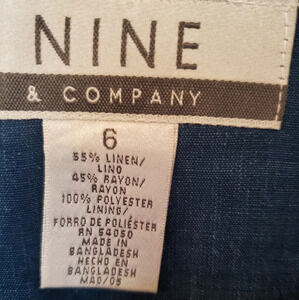 NINE
& COMPANY
6
55% LINEN/
LINO
45% RAYON/
RAYON
100% POLYESTER
LINING/
FORRO DE POLIÉSTER
RN 54050
MADE IN
BANGLADESH
HECHO EN
BANGLADESH
MAD/05